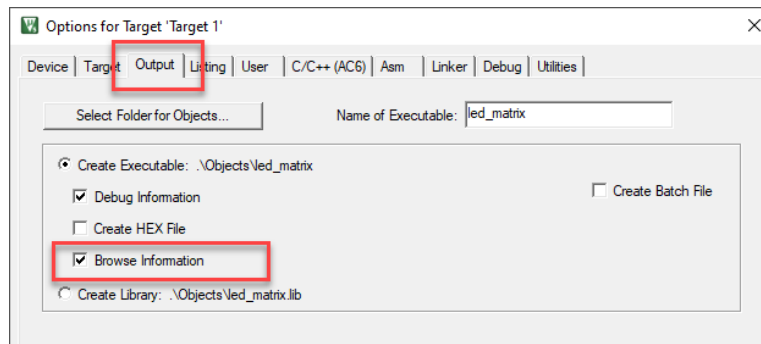 Options for Target 'Target 1'
Device Target Output Listing User C/C++ (AC6) Asm Linker Debug Utilities
Select Folder for Objects... Name of Executable: led_matrix
Create Executable: .\Objects\led_matrix
Debug Information Create Batch File
Create HEX File
Browse Information
Create Library: .\Objects\led_matrix.lib